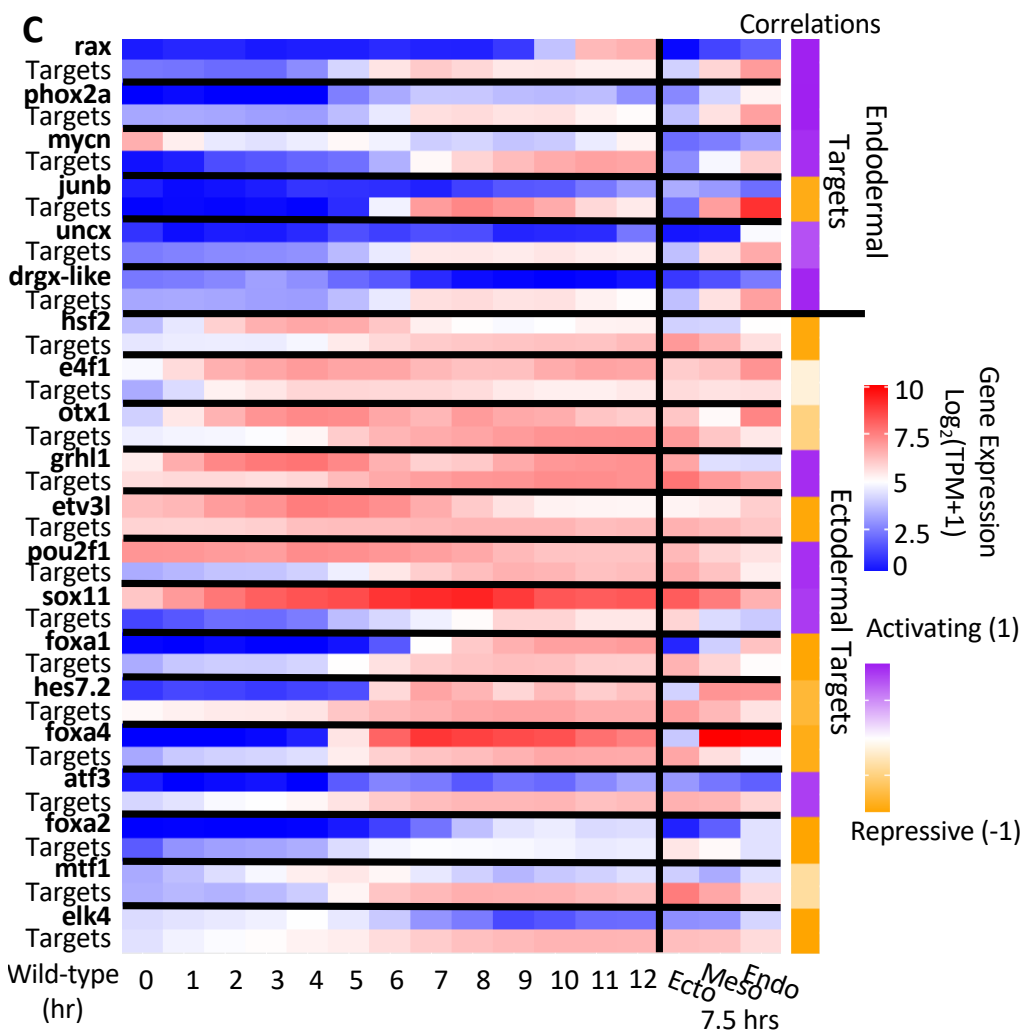 C
Correlations
rax
Targets
phox2a
Targets
mycn
Targets
junb
Targets
uncx
Targets
drgx-like
Targets
hsf2
Targets
e4f1
Targets
otx1
Targets
grhl1
Targets
etv3l
Targets
pou2f1
Targets
sox11
Targets
foxa1
Targets
hes7.2
Targets
foxa4
Targets
atf3
Targets
foxa2
Targets
mtf1
Targets
elk4
Targets
Wild-type 0 1 2 3 4 5 6 7 8 9 10 11 12 Ecto Meso Endo
(hr)
7.5 hrs
Endodermal
Targets
Ectodermal Targets
Gene Expression
Log2(TPM+1)
10
7.5
5
2.5
0
Activating (1)
Repressive (-1)